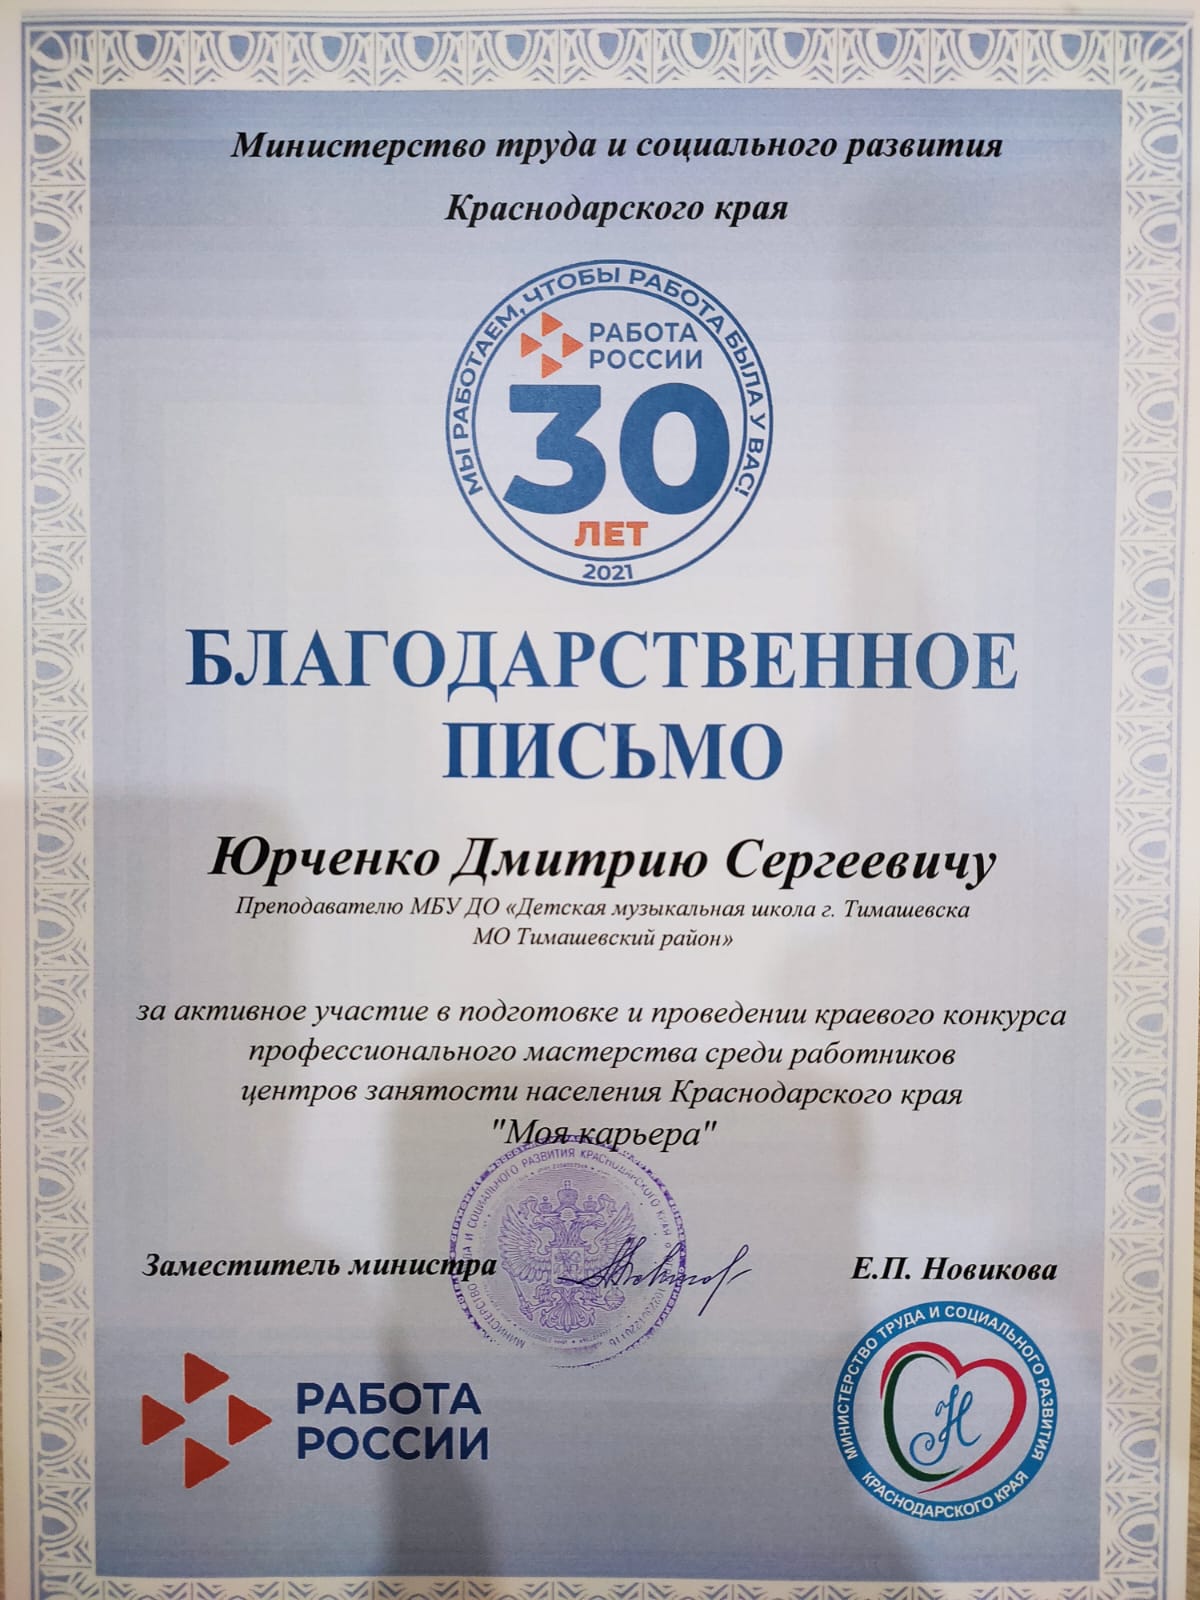 Министерство труда и социального развития
Краснодарского края
МЫ РАБОТАЕМ, ЧТОБЫ РАБОТА БЫЛА У ВАС!
РАБОТА
РОССИИ
30
ЛЕТ
2021
БЛАГОДАРСТВЕННОЕ
ПИСЬМО
Юрченко Дмитрию Сергеевичу
Преподавателю МБУ ДО «Детская музыкальная школа г. Тимашевска
МО Тимашевский район»
за активное участие в подготовке и проведении краевого конкурса
профессионального мастерства среди работников
центров занятости населения Краснодарского края
"Моя карьера"
И СОЦИАЛЬНОГО РАЗВИТИЯ КРАСНОДАРСКОГО КРАЯ
МИНИСТЕРСТВО
Заместитель министра
Е.П. Новикова
РАБОТА
РОССИИ
МИНИСТЕРСТВО ТРУДА И СОЦИАЛЬНОГО РАЗВИТИЯ
Н
КРАСНОДАРСКОГО КРАЯ